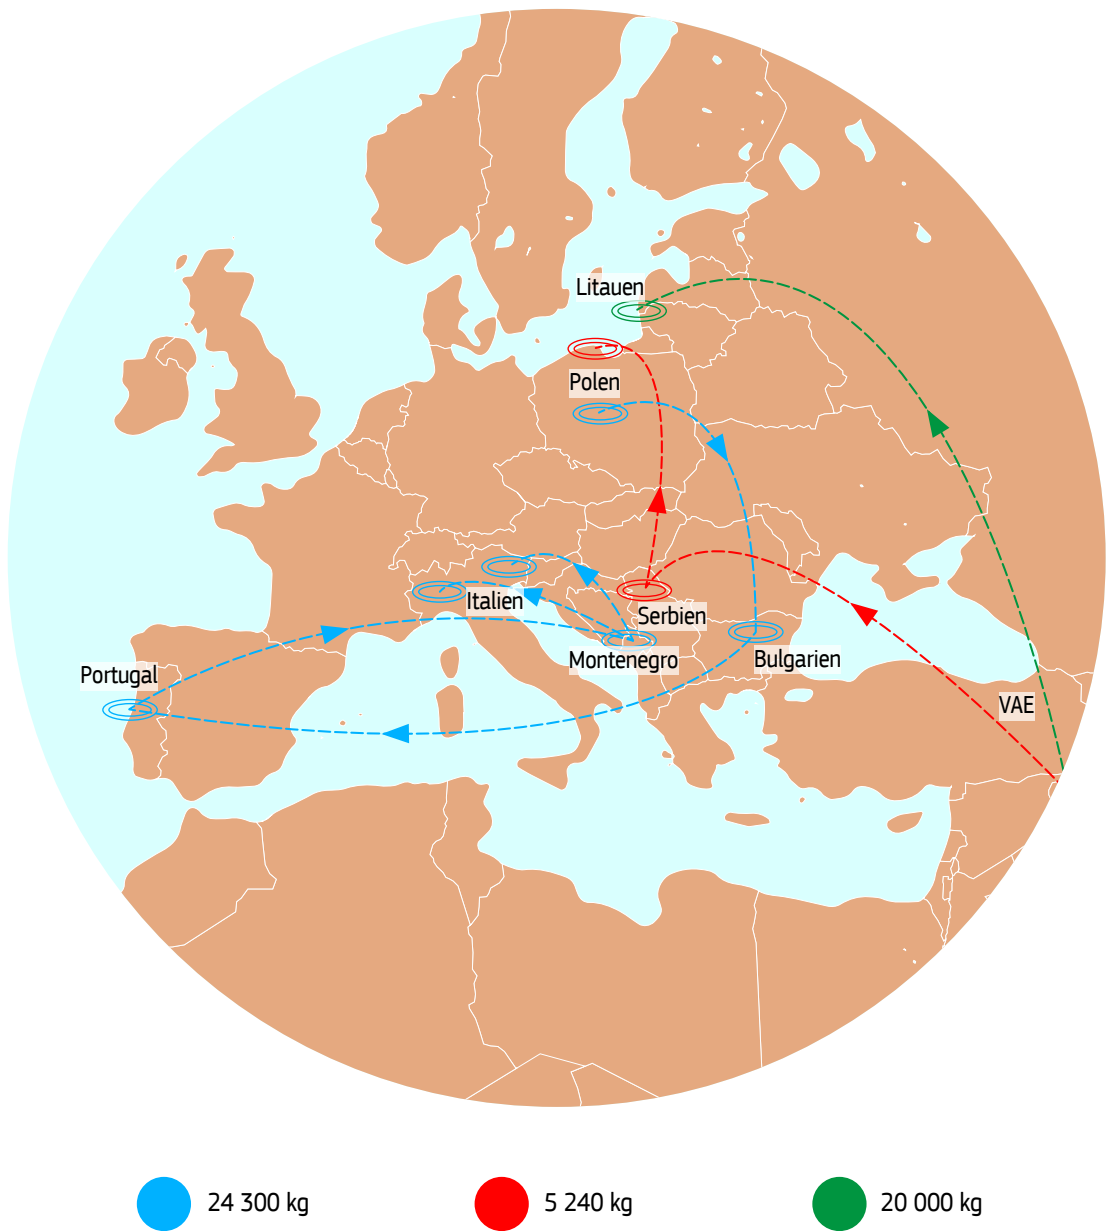 Litauen
Polen
Italien
Serbien
Montenegro
Bulgarien
Portugal
VAE
24 300 kg
5 240 kg
20 000 kg